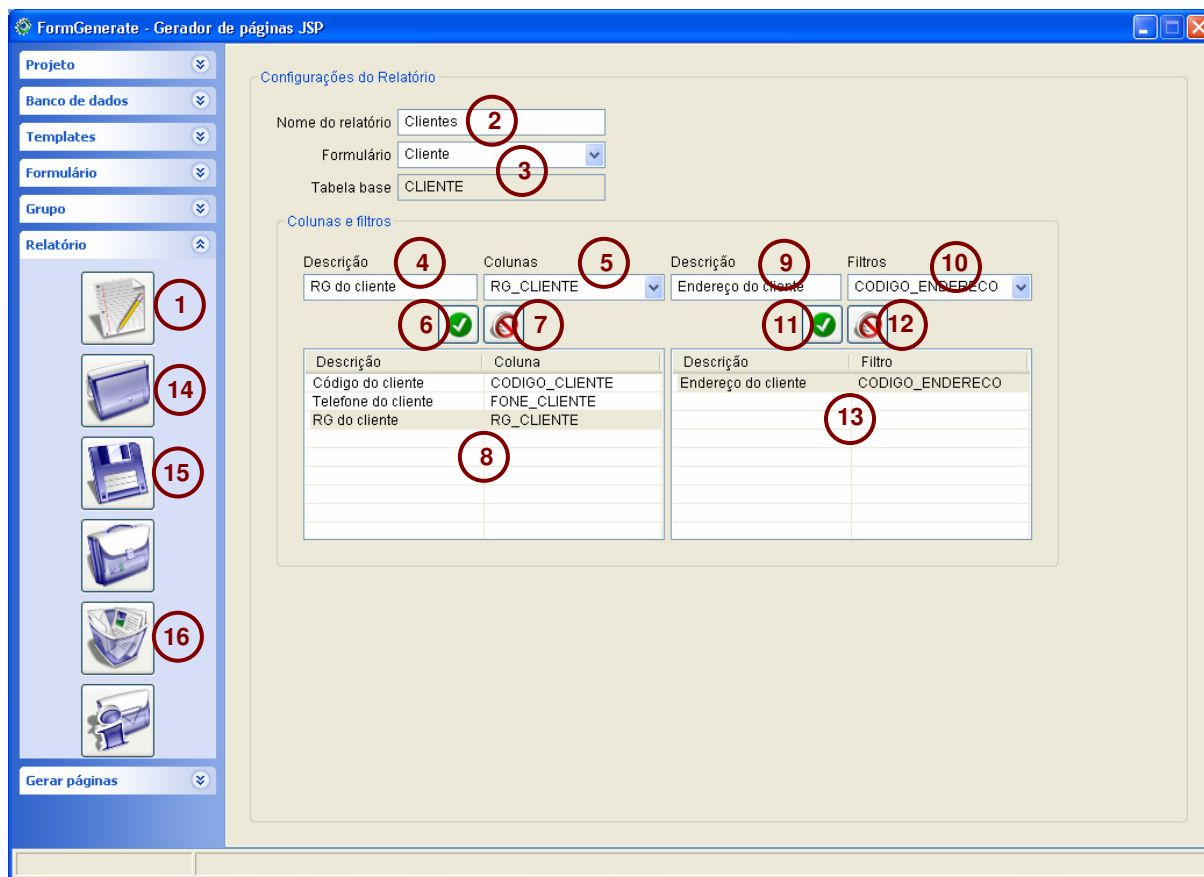 FormGenerate - Gerador de páginas JSP
Projeto
Banco de dados
Templates
Formulário
Grupo
Relatório
1
14
15
16
Gerar páginas
Configurações do Relatório
Nome do relatório Clientes 2
Formulário Cliente
3
Tabela base CLIENTE
Colunas e filtros
Descrição 4 Colunas 5 Descrição 9 Filtros 10
RG do cliente RG_CLIENTE Endereço do cliente CODIGO_ENDERECO
6 7 11 12
Descrição Coluna Descrição Filtro
Código do cliente CODIGO_CLIENTE Endereço do cliente CODIGO_ENDERECO
Telefone do cliente FONE_CLIENTE
RG do cliente RG_CLIENTE 13
8